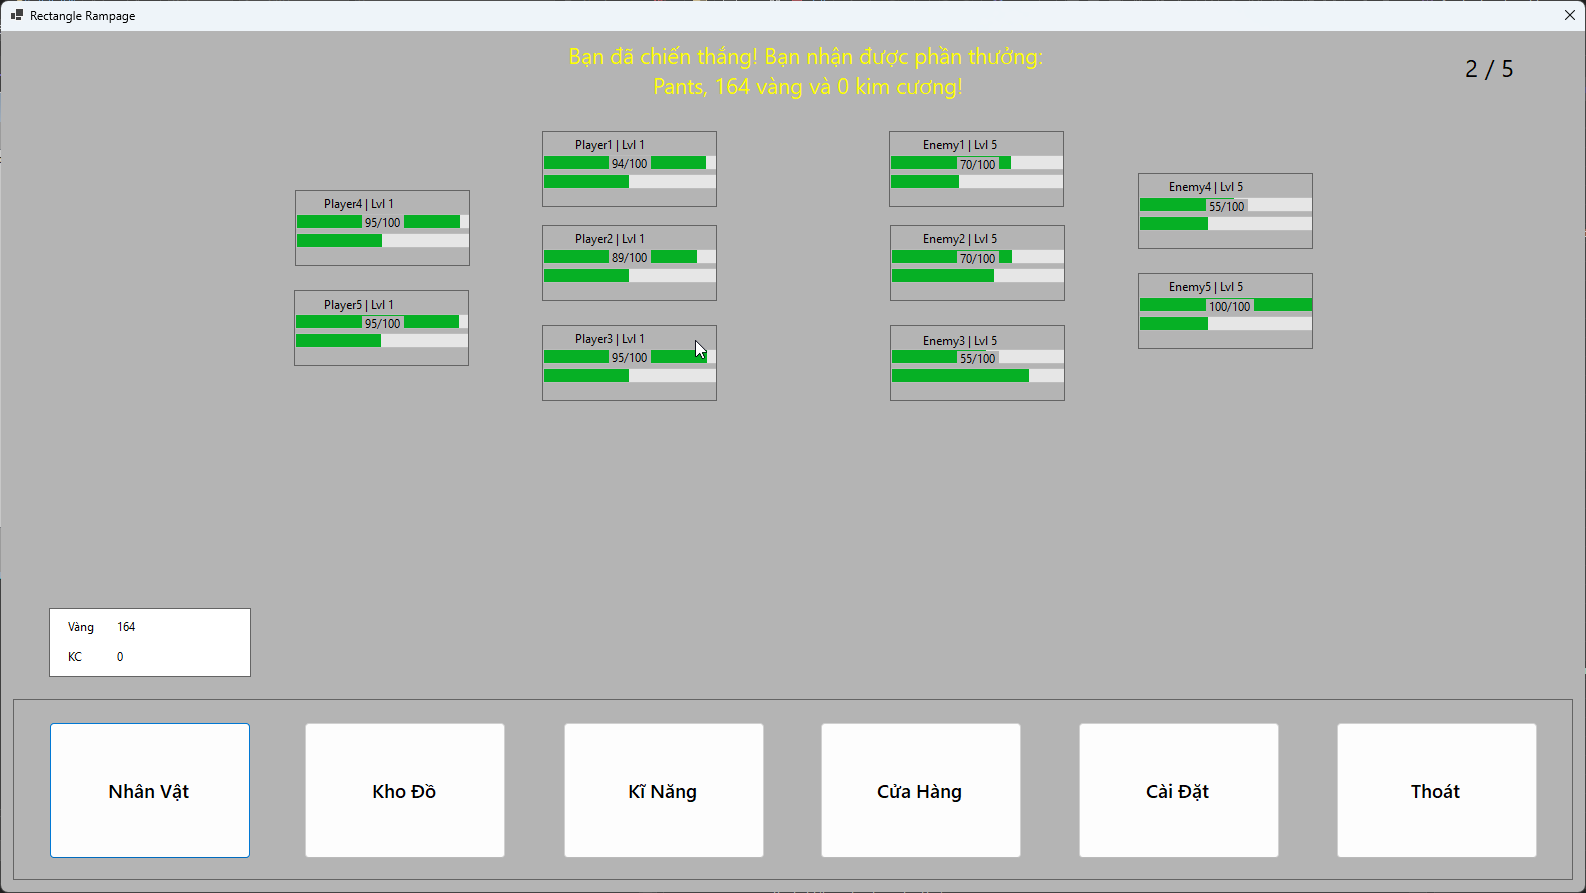 Rectangle Rampage
Bạn đã chiến thắng! Bạn nhận được phần thưởng:
Pants, 164 vàng và 0 kim cương!
2 / 5
Player4 | Lvl 1
95/100
Player5 | Lvl 1
95/100
Player1 | Lvl 1
94/100
Player2 | Lvl 1
89/100
Player3 | Lvl 1
95/100
Enemy1 | Lvl 5
70/100
Enemy2 | Lvl 5
70/100
Enemy3 | Lvl 5
55/100
Enemy4 | Lvl 5
55/100
Enemy5 | Lvl 5
100/100
Vàng 164
KC 0
Nhân Vật
Kho Đồ
Kĩ Năng
Cửa Hàng
Cài Đặt
Thoát